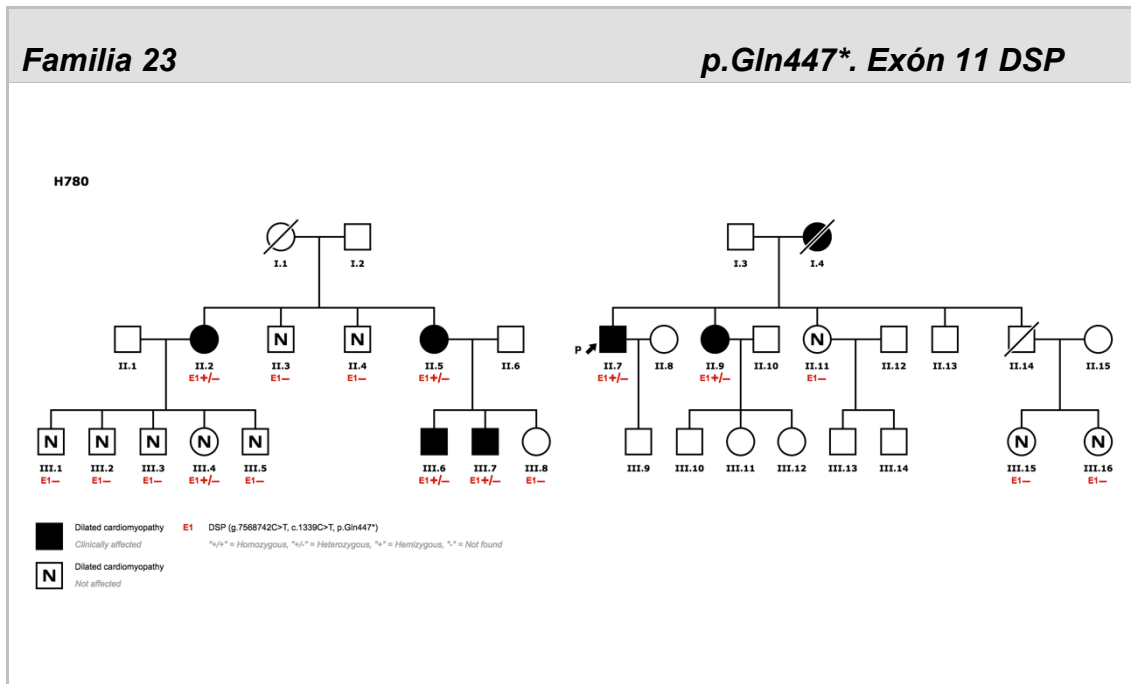 Familia 23 p.Gln447*. Exón 11 DSP
H780
I.1 I.2 I.3 I.4
N N N
P
II.1 II.2 II.3 II.4 II.5 II.6 II.7 II.8 II.9 II.10 II.11 II.12 II.13 II.14 II.15
E1+/— E1— E1— E1+/— E1+/— E1+/— E1—
N N N N N N N
III.1 III.2 III.3 III.4 III.5 III.6 III.7 III.8 III.9 III.10 III.11 III.12 III.13 III.14 III.15 III.16
E1— E1— E1— E1+/— E1— E1+/— E1+/— E1— E1— E1—
Dilated cardiomyopathy E1 DSP (g.7568742C>T, c.1339C>T, p.Gln447*)
Clinically affected "+/+" = Homozygous, "+/-" = Heterozygous, "+" = Hemizygous, "-" = Not found
N Dilated cardiomyopathy
Not affected